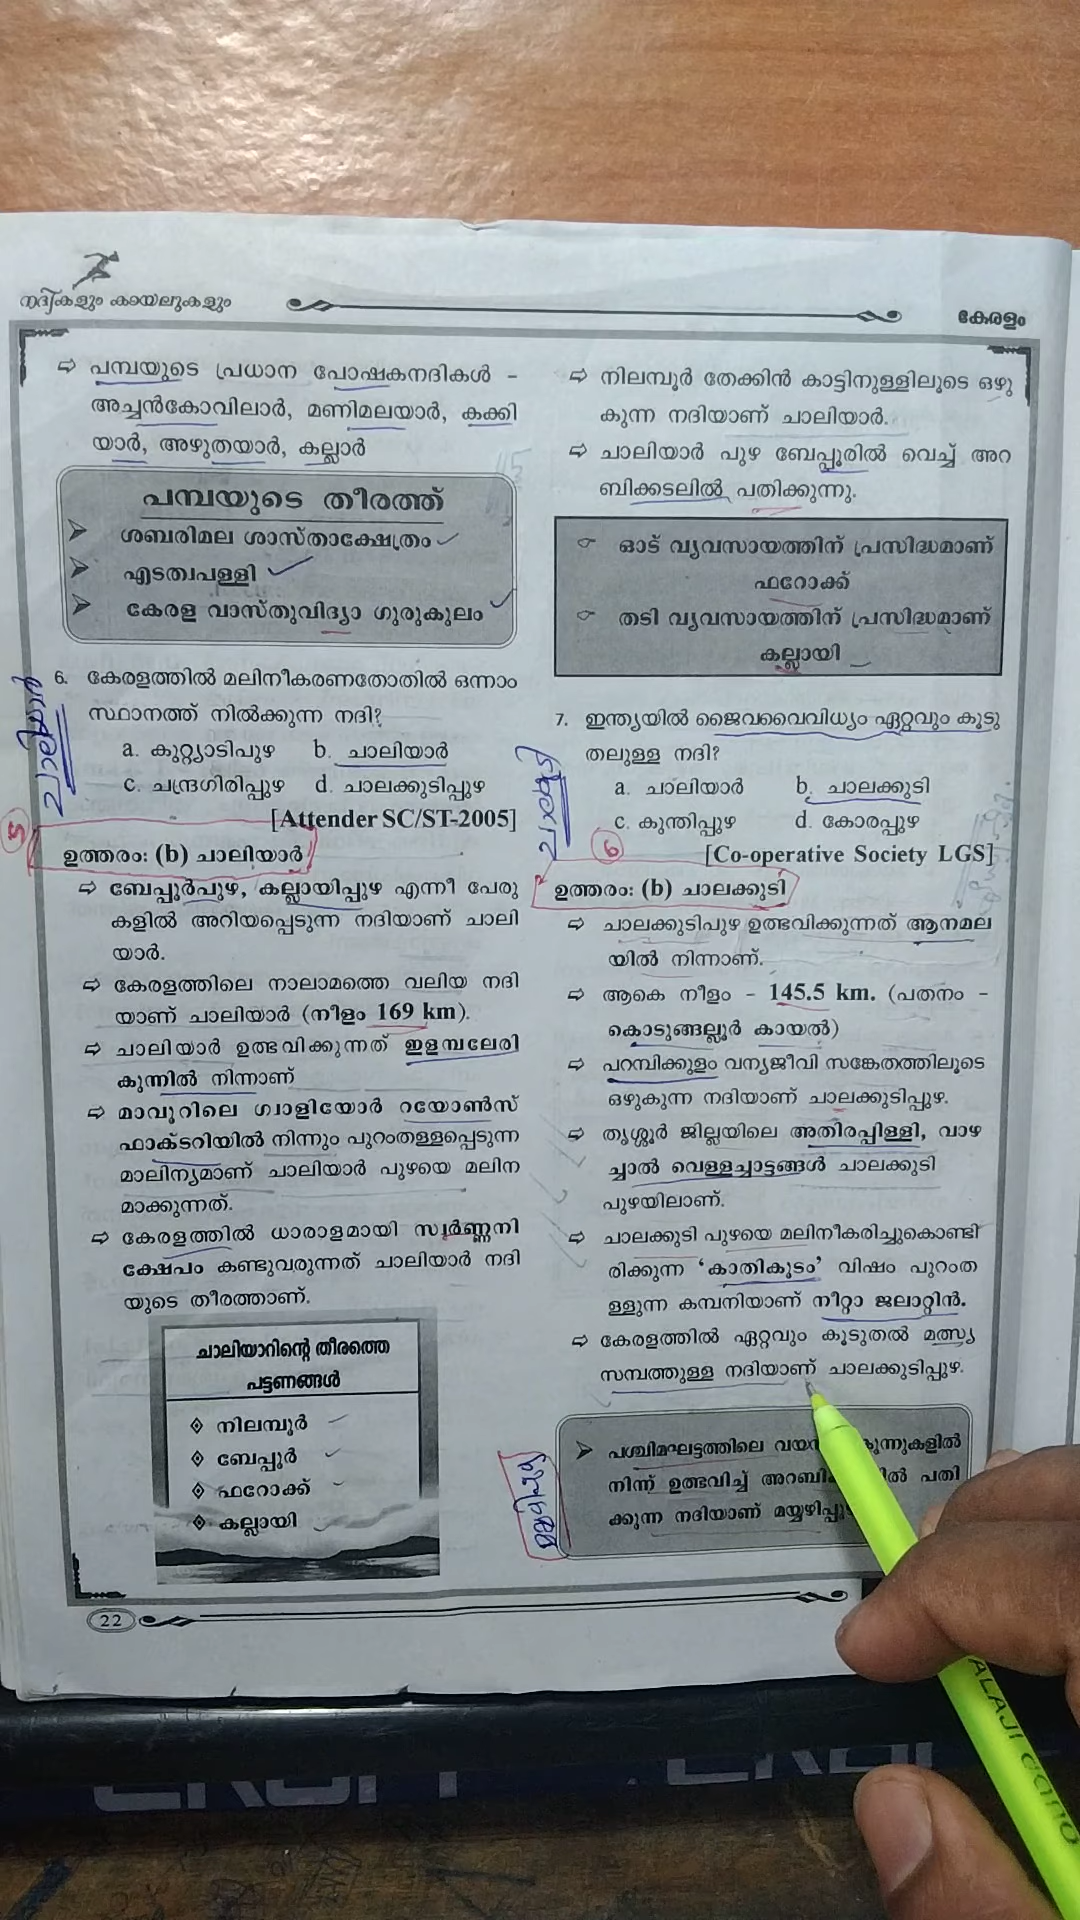 നദികളും കായലുകളും
കേരളം
⇨ പമ്പയുടെ പ്രധാന പോഷകനദികൾ –
അച്ചൻകോവിലാർ, മണിമലയാർ, കക്കി
യാർ, അഴുതയാർ, കല്ലാർ
പമ്പയുടെ തീരത്ത്
➤ ശബരിമല ശാസ്താക്ഷേത്രം
➤ എടത്വപള്ളി
➤ കേരള വാസ്തുവിദ്യാ ഗുരുകുലം
6. കേരളത്തിൽ മലിനീകരണതോതിൽ ഒന്നാം
സ്ഥാനത്ത് നിൽക്കുന്ന നദി?
a. കുറ്റ്യാടിപുഴ b. ചാലിയാർ
c. ചന്ദ്രഗിരിപ്പുഴ d. ചാലക്കുടിപ്പുഴ
[Attender SC/ST-2005]
ചാലിയാർ
5
ഉത്തരം: (b) ചാലിയാർ
⇨ ബേപ്പൂർപുഴ, കല്ലായിപ്പുഴ എന്നീ പേരു
കളിൽ അറിയപ്പെടുന്ന നദിയാണ് ചാലി
യാർ.
⇨ കേരളത്തിലെ നാലാമത്തെ വലിയ നദി
യാണ് ചാലിയാർ (നീളം 169 km).
⇨ ചാലിയാർ ഉത്ഭവിക്കുന്നത് ഇളമ്പലേരി
കുന്നിൽ നിന്നാണ്
⇨ മാവൂറിലെ ഗ്വാളിയോർ റയോൺസ്
ഫാക്ടറിയിൽ നിന്നും പുറംതള്ളപ്പെടുന്ന
മാലിന്യമാണ് ചാലിയാർ പുഴയെ മലിന
മാക്കുന്നത്.
⇨ കേരളത്തിൽ ധാരാളമായി സ്വർണ്ണനി
ക്ഷേപം കണ്ടുവരുന്നത് ചാലിയാർ നദി
യുടെ തീരത്താണ്.
ചാലിയാറിന്റെ തീരത്തെ
പട്ടണങ്ങൾ
നിലമ്പൂർ
ബേപ്പൂർ
ഫറോക്ക്
കല്ലായി
22
⇨ നിലമ്പൂർ തേക്കിൻ കാട്ടിനുള്ളിലൂടെ ഒഴു
കുന്ന നദിയാണ് ചാലിയാർ.
⇨ ചാലിയാർ പുഴ ബേപ്പൂരിൽ വെച്ച് അറ
ബിക്കടലിൽ പതിക്കുന്നു.
ഓട് വ്യവസായത്തിന് പ്രസിദ്ധമാണ്
ഫറോക്ക്
തടി വ്യവസായത്തിന് പ്രസിദ്ധമാണ്
കല്ലായി
7. ഇന്ത്യയിൽ ജൈവവൈവിധ്യം ഏറ്റവും കൂടു
തലുള്ള നദി?
a. ചാലിയാർ b. ചാലക്കുടി
c. കുന്തിപ്പുഴ d. കോരപ്പുഴ
[Co-operative Society LGS]
6
ഉത്തരം: (b) ചാലക്കുടി
⇨ ചാലക്കുടിപുഴ ഉത്ഭവിക്കുന്നത് ആനമല
യിൽ നിന്നാണ്.
⇨ ആകെ നീളം – 145.5 km. (പതനം –
കൊടുങ്ങല്ലൂർ കായൽ)
⇨ പറമ്പിക്കുളം വന്യജീവി സങ്കേതത്തിലൂടെ
ഒഴുകുന്ന നദിയാണ് ചാലക്കുടിപ്പുഴ.
⇨ തൃശ്ശൂർ ജില്ലയിലെ അതിരപ്പിള്ളി, വാഴ
ച്ചാൽ വെള്ളച്ചാട്ടങ്ങൾ ചാലക്കുടി
പുഴയിലാണ്.
⇨ ചാലക്കുടി പുഴയെ മലിനീകരിച്ചുകൊണ്ടി
രിക്കുന്ന ‘കാതികൂടം’ വിഷം പുറംത
ള്ളുന്ന കമ്പനിയാണ് നീറ്റാ ജലാറ്റിൻ.
⇨ കേരളത്തിൽ ഏറ്റവും കൂടുതൽ മത്സ്യ
സമ്പത്തുള്ള നദിയാണ് ചാലക്കുടിപ്പുഴ.
➤ പശ്ചിമഘട്ടത്തിലെ
നിന്ന് ഉത്ഭവിച്ച് പതി
ക്കുന്ന നദിയാണ്